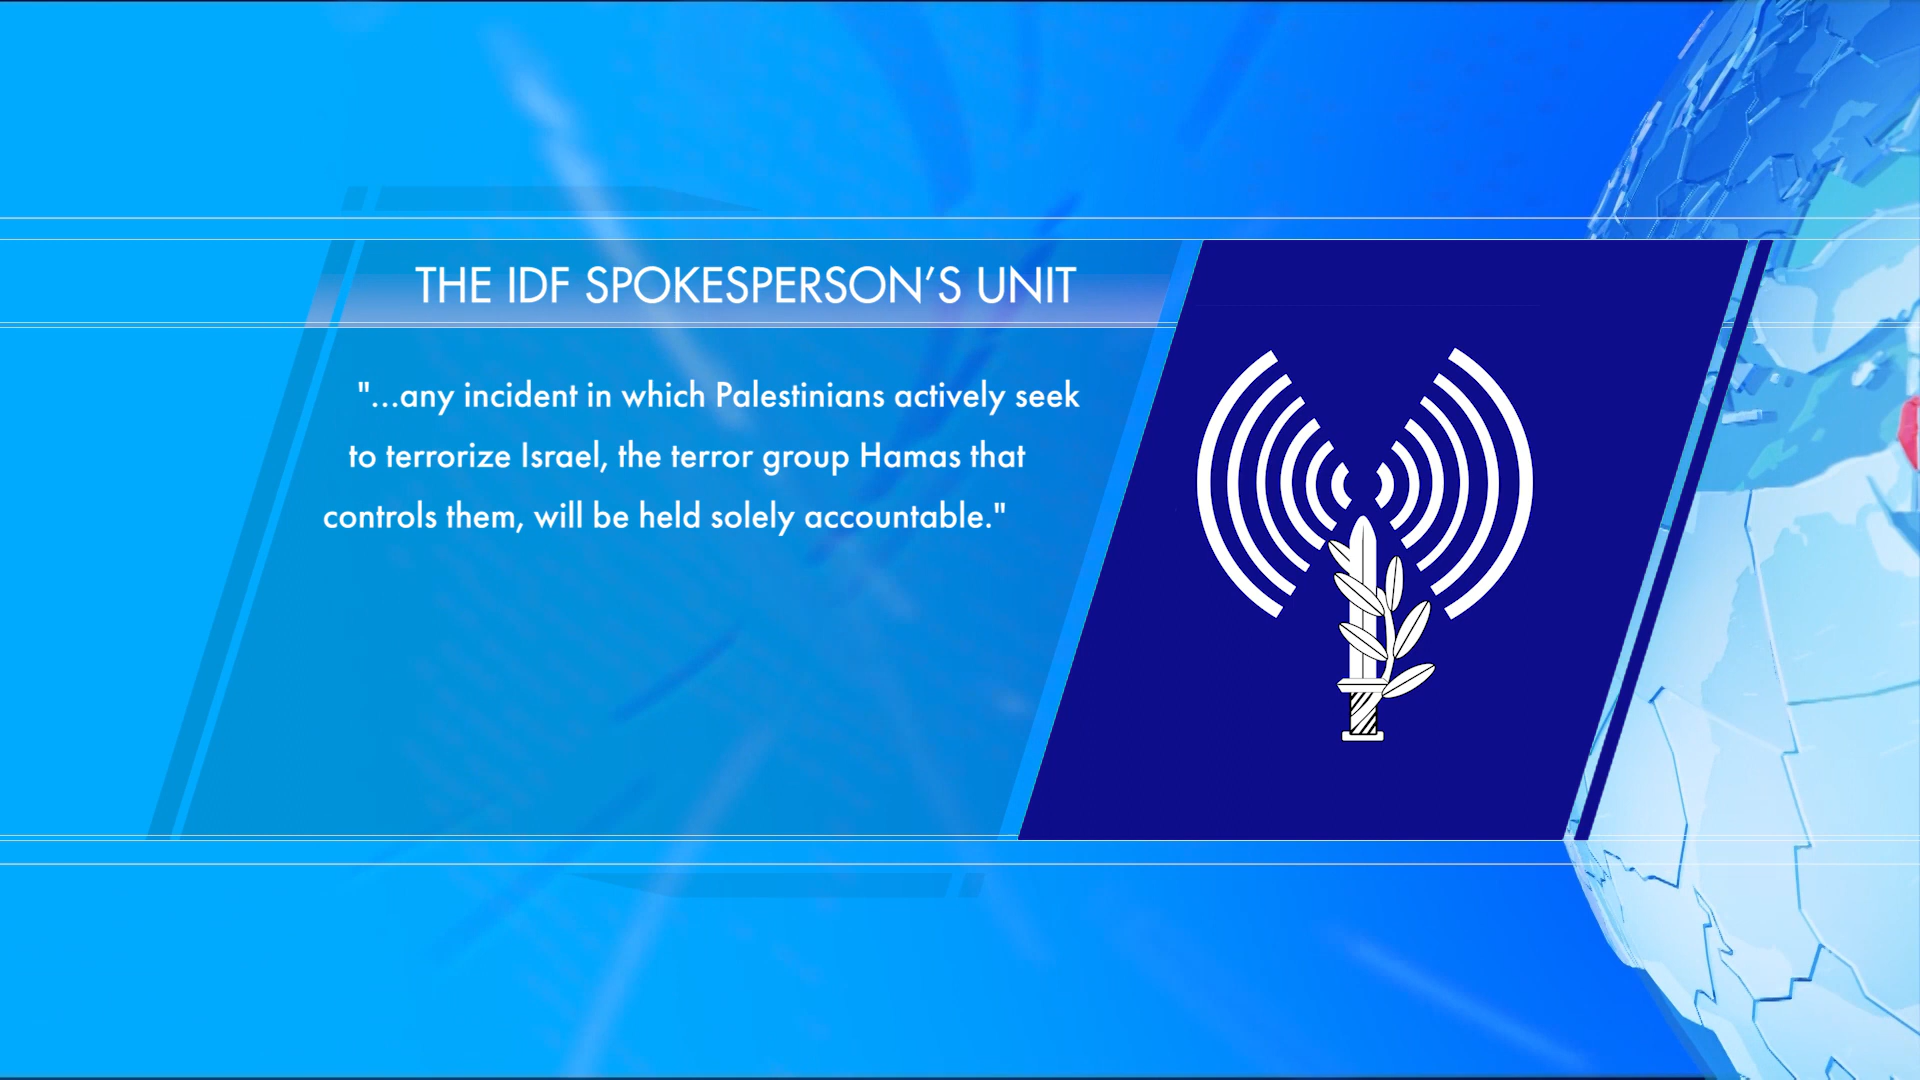 THE IDF SPOKESPERSON’S UNIT
"...any incident in which Palestinians actively seek
to terrorize Israel, the terror group Hamas that
controls them, will be held solely accountable."